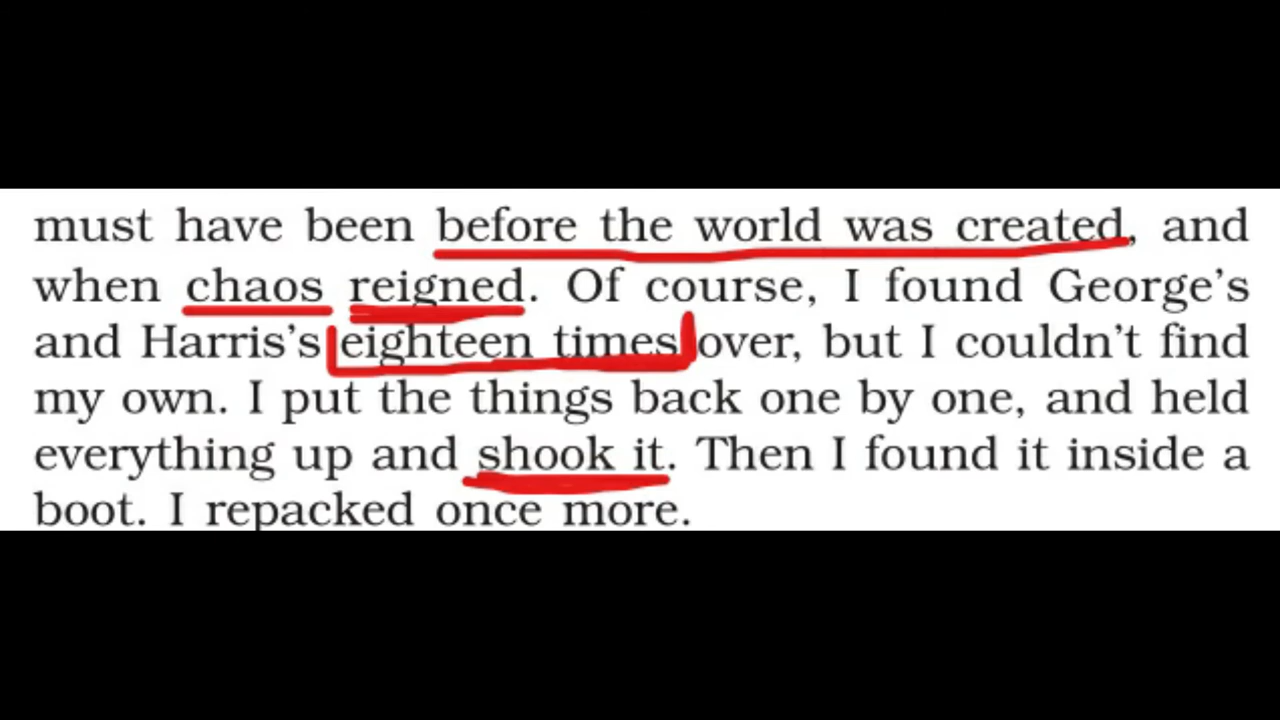 must have been before the world was created, and
when chaos reigned. Of course, I found George’s
and Harris’s eighteen times over, but I couldn’t find
my own. I put the things back one by one, and held
everything up and shook it. Then I found it inside a
boot. I repacked once more.